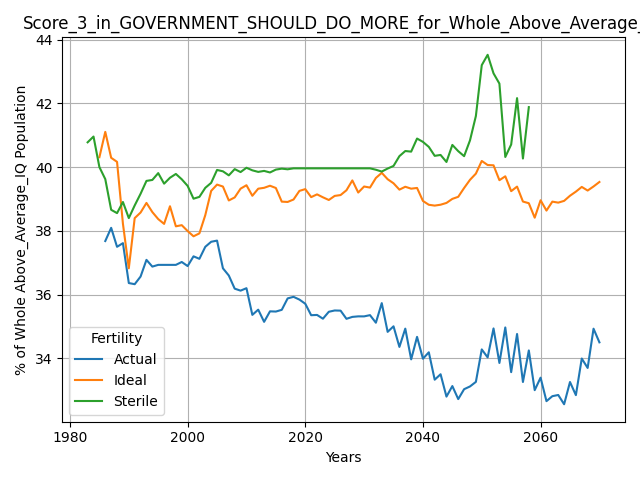 Score_3_in_GOVERNMENT_SHOULD_DO_MORE_for_Whole_Above_Average_
% of Whole Above_Average_IQ Population
44
42
40
38
36
34
Fertility
Actual
Ideal
Sterile
1980
2000
2020
2040
2060
Years